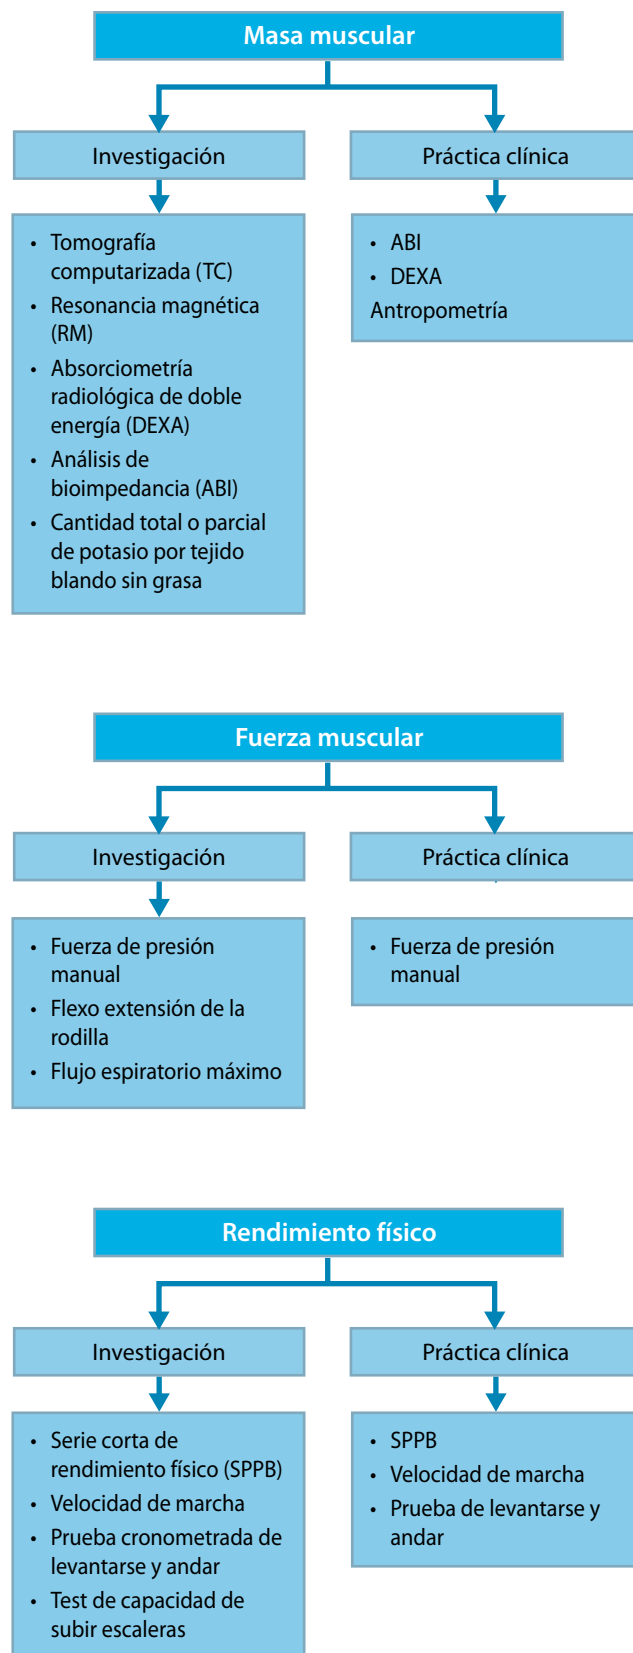 Masa muscular
Investigación
Práctica clínica
• Tomografía
computarizada (TC)
• Resonancia magnética
(RM)
• Absorciometría
radiológica de doble
energía (DEXA)
• Análisis de
bioimpedancia (ABI)
• Cantidad total o parcial
de potasio por tejido
blando sin grasa
• ABI
• DEXA
Antropometría
Fuerza muscular
Investigación
Práctica clínica
• Fuerza de presión
manual
• Flexo extensión de la
rodilla
• Flujo espiratorio máximo
• Fuerza de presión
manual
Rendimiento físico
Investigación
Práctica clínica
• Serie corta de
rendimiento físico (SPPB)
• Velocidad de marcha
• Prueba cronometrada de
levantarse y andar
• Test de capacidad de
subir escaleras
• SPPB
• Velocidad de marcha
• Prueba de levantarse y
andar